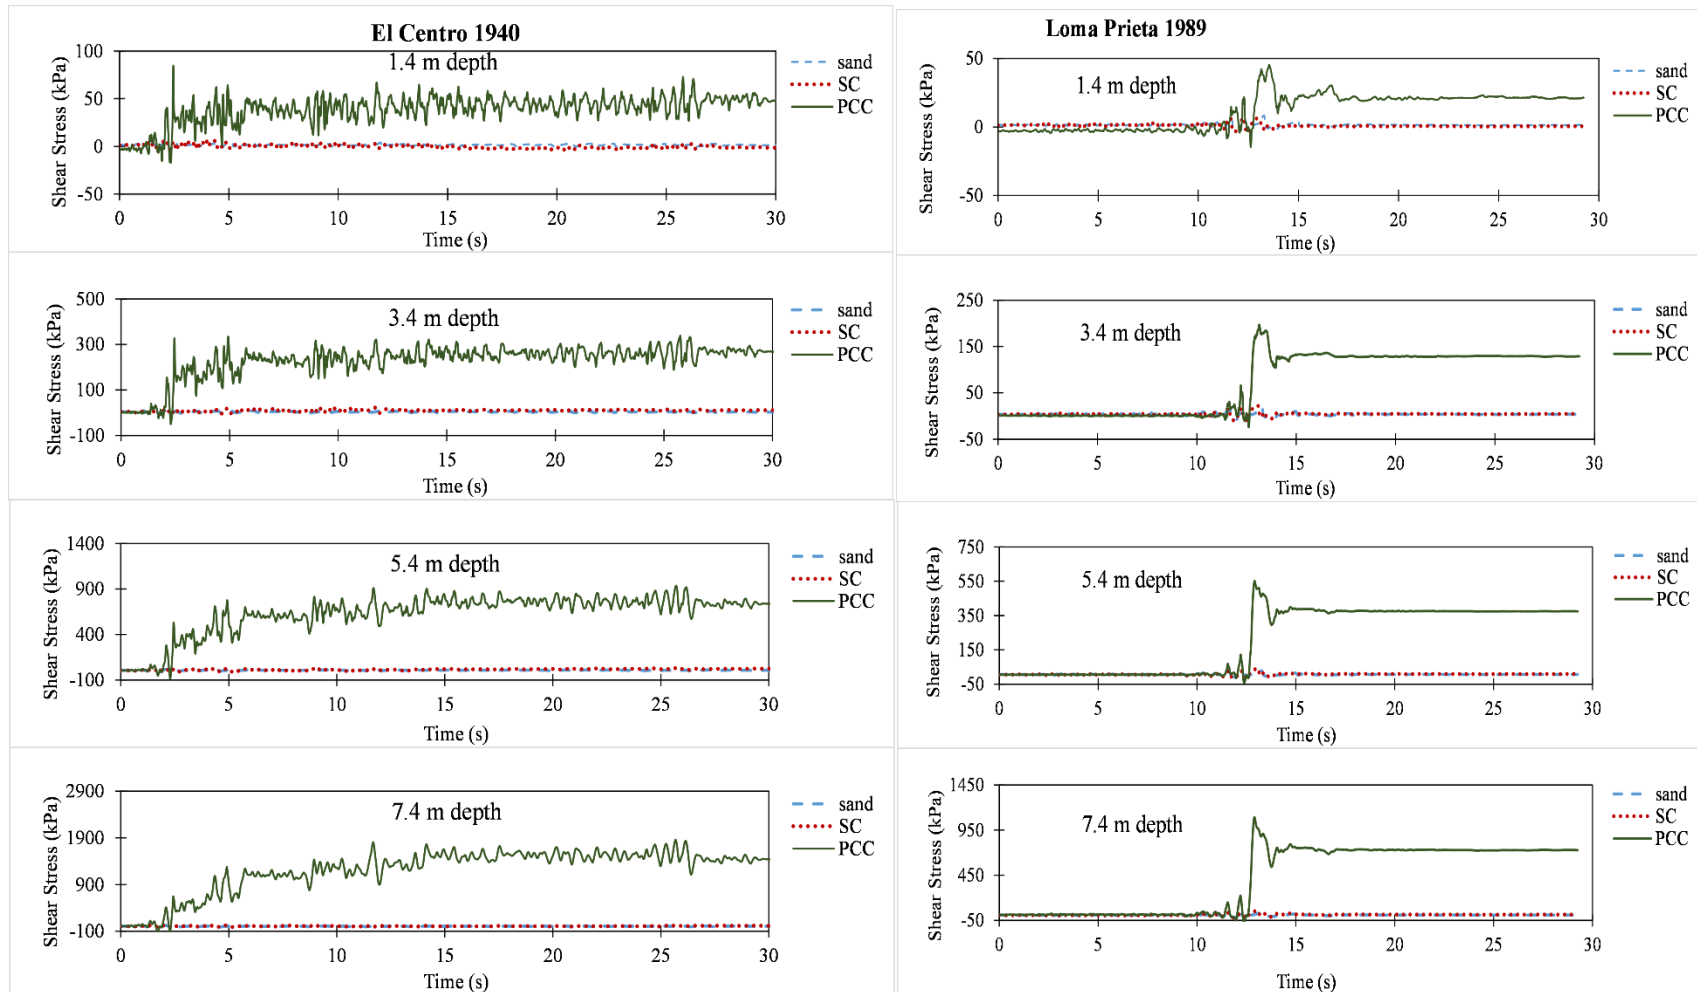 El Centro 1940
1.4 m depth
Shear Stress (kPa)
100
50
0
-50
0 5 10 15 20 25 30
Time (s)
sand
SC
PCC
Loma Prieta 1989
1.4 m depth
Shear Stress (kPa)
50
0
-50
0 5 10 15 20 25 30
Time (s)
sand
SC
PCC
3.4 m depth
Shear Stress (kPa)
500
300
100
-100
0 5 10 15 20 25 30
Time (s)
sand
SC
PCC
3.4 m depth
Shear Stress (kPa)
250
150
50
-50
0 5 10 15 20 25 30
Time (s)
sand
SC
PCC
5.4 m depth
Shear Stress (kPa)
1400
900
400
-100
0 5 10 15 20 25 30
Time (s)
sand
SC
PCC
5.4 m depth
Shear Stress (kPa)
750
550
350
150
-50
0 5 10 15 20 25 30
Time (s)
sand
SC
PCC
7.4 m depth
Shear Stress (kPa)
2900
1900
900
-100
0 5 10 15 20 25 30
Time (s)
sand
SC
PCC
7.4 m depth
Shear Stress (kPa)
1450
950
450
-50
0 5 10 15 20 25 30
Time (s)
sand
SC
PCC